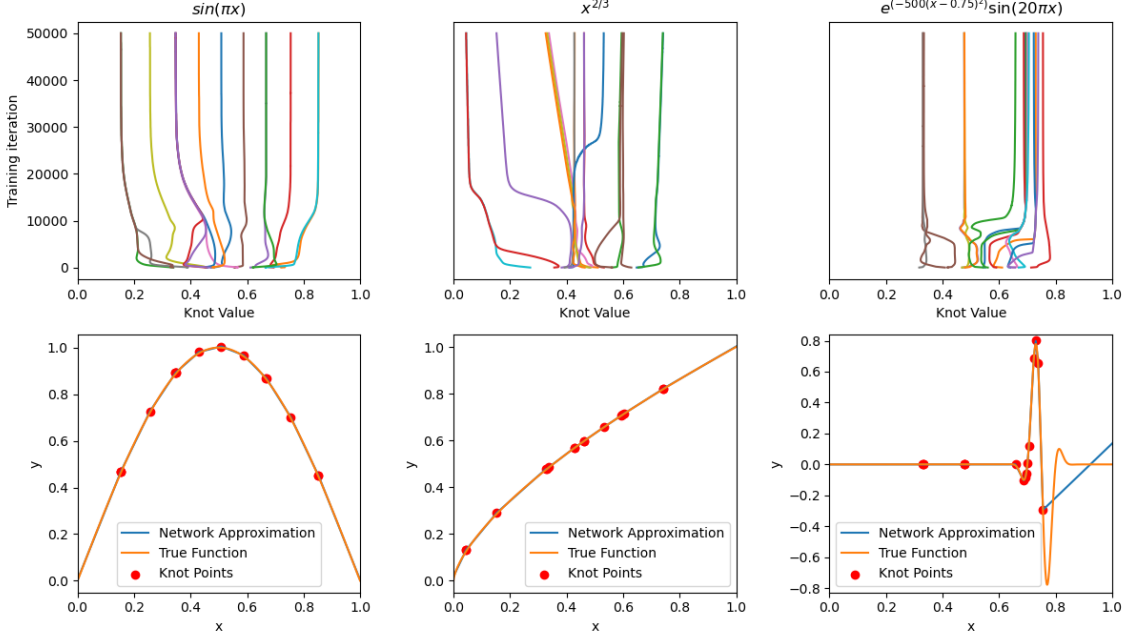 sin(πx)
x^{2/3}
e^{(−500(x−0.75)^2)}sin(20πx)
Training iteration
50000
40000
30000
20000
10000
0
0.0 0.2 0.4 0.6 0.8 1.0
0.0 0.2 0.4 0.6 0.8 1.0
0.0 0.2 0.4 0.6 0.8 1.0
Knot Value
Knot Value
Knot Value
y
1.0
0.8
0.6
0.4
0.2
0.0
Network Approximation
True Function
Knot Points
0.0 0.2 0.4 0.6 0.8 1.0
x
y
1.0
0.8
0.6
0.4
0.2
0.0
Network Approximation
True Function
Knot Points
0.0 0.2 0.4 0.6 0.8 1.0
x
y
0.8
0.6
0.4
0.2
0.0
−0.2
−0.4
−0.6
−0.8
Network Approximation
True Function
Knot Points
0.0 0.2 0.4 0.6 0.8 1.0
x